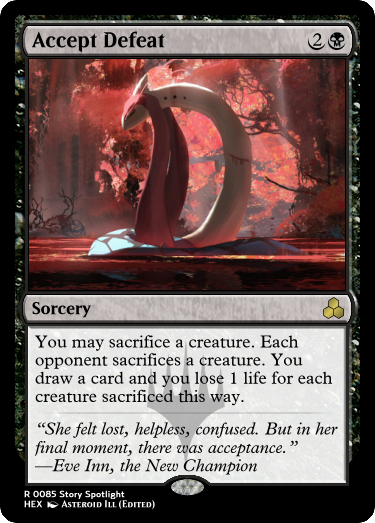 Accept Defeat 2
Sorcery
You may sacrifice a creature. Each
opponent sacrifices a creature. You
draw a card and you lose 1 life for each
creature sacrificed this way.
“She felt lost, helpless, confused. But in her
final moment, there was acceptance.”
—Eve Inn, the New Champion
R 0085 Story Spotlight
HEX Asteroid Ill (Edited)